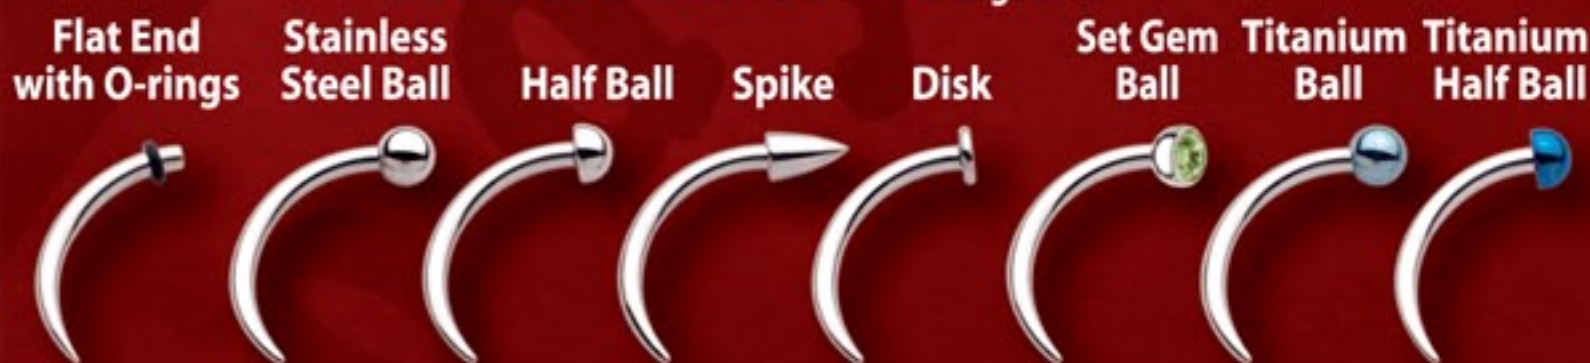 Flat End
with O-rings
Stainless
Steel Ball
Half Ball
Spike
Disk
Set Gem
Ball
Titanium
Ball
Titanium
Half Ball